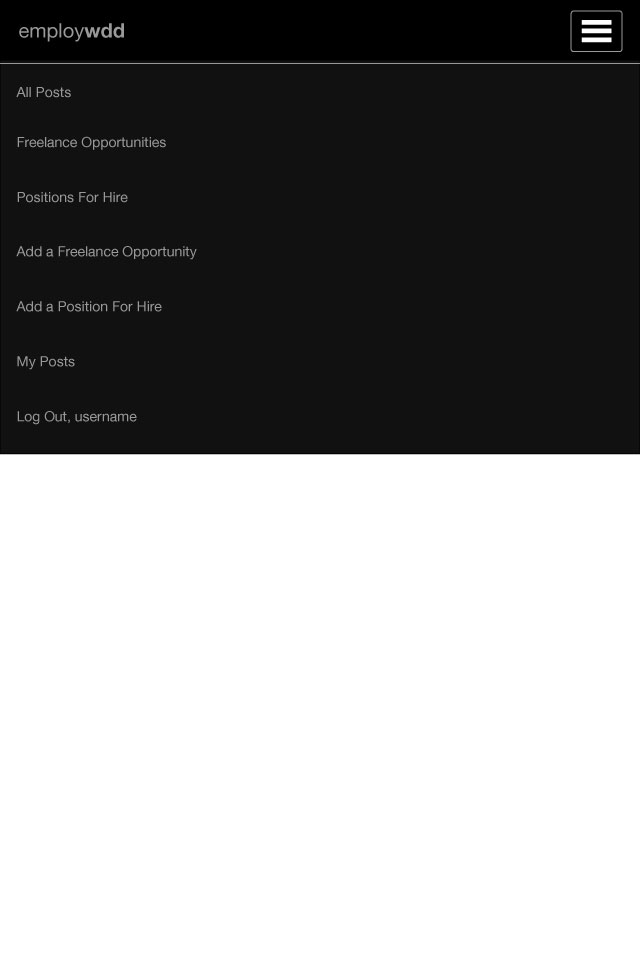 employwdd
All Posts
Freelance Opportunities
Positions For Hire
Add a Freelance Opportunity
Add a Position For Hire
My Posts
Log Out, username